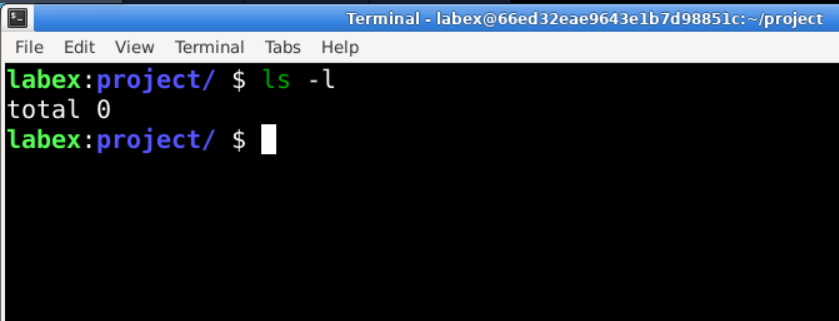 Terminal - labex@66ed32eae9643e1b7d98851c:~/project
File Edit View Terminal Tabs Help
labex:project/ $ ls -l
total 0
labex:project/ $